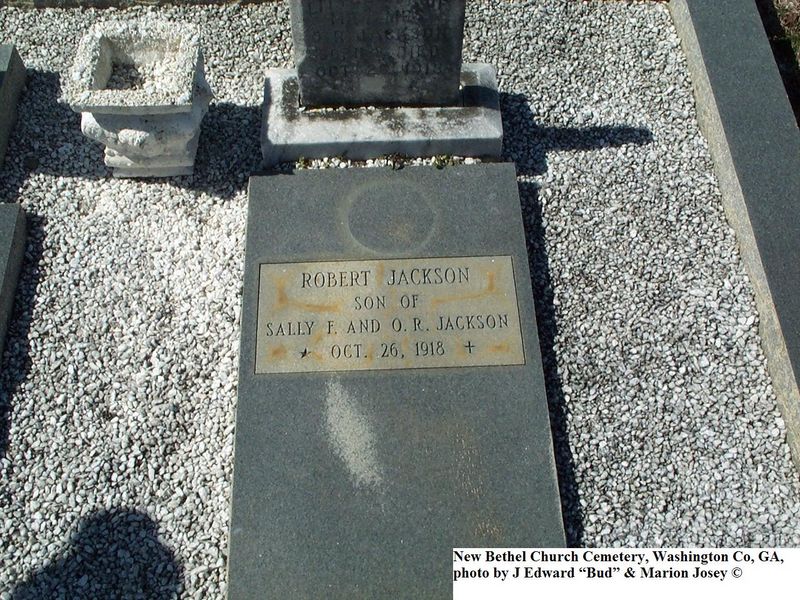 OCT
ROBERT JACKSON
SON OF
SALLY F. AND O. R. JACKSON
★ OCT. 26, 1918 ✝
New Bethel Church Cemetery, Washington Co, GA,
photo by J Edward “Bud” & Marion Josey ©